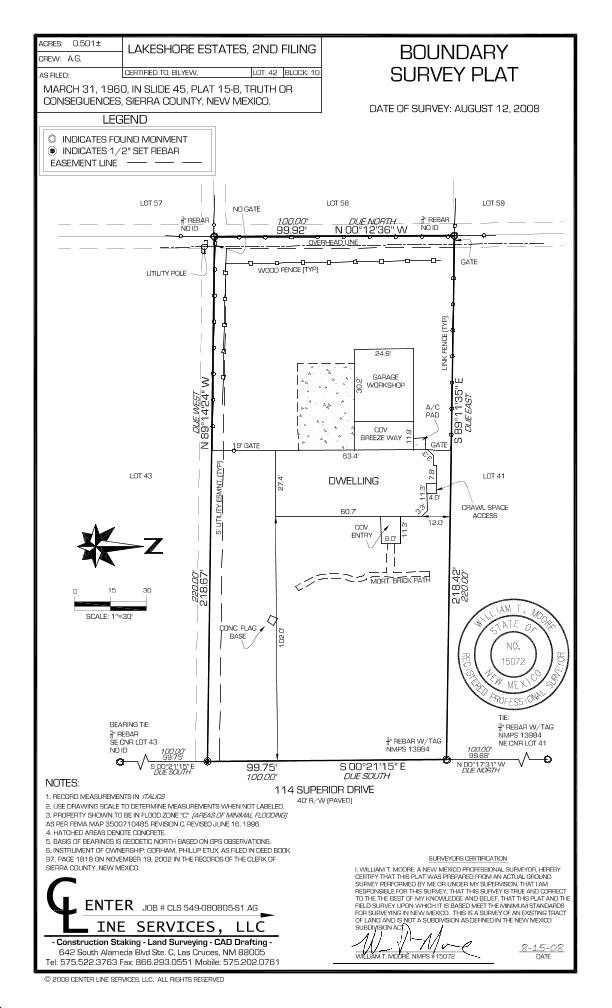 ACRES: 0.501±
CREW: A.G.
LAKESHORE ESTATES, 2ND FILING
AS FILED:
CERTIFIED TO: BILYEW,
LOT: 42 BLOCK: 10
MARCH 31, 1960, IN SLIDE 45, PLAT 15-B, TRUTH OR
CONSEQUENCES, SIERRA COUNTY, NEW MEXICO.
BOUNDARY
SURVEY PLAT
DATE OF SURVEY: AUGUST 12, 2008
LEGEND
INDICATES FOUND MONMENT
INDICATES 1/2" SET REBAR
EASEMENT LINE
LOT 57
LOT 58
LOT 59
NO GATE
REBAR
NO ID
100.00'
DUE NORTH
99.92'
N 00°12'36" W
REBAR
NO ID
OVERHEAD LINE
UTILITY POLE
WOOD FENCE [TYP]
GATE
LINK FENCE [TYP]
24.6'
30.2'
GARAGE
WORKSHOP
DUE WEST
N 89°14'24" W
S 89°11'35" E
DUE EAST
A/C
PAD
COV.
BREEZE WAY
11.9'
19' GATE
63.4'
GATE
LOT 43
LOT 41
DWELLING
27.4'
7.8'
11.3'
4.0'
CRAWL SPACE
ACCESS
60.7'
12.0'
5' UTILITY ESMNT. [TYP]
COV.
ENTRY
8.0'
11.3'
Z
MORT. BRICK PATH
0 15 30
SCALE: 1"=30'
220.00'
218.67'
218.42'
220.00'
CONC. FLAG
BASE
102.0'
WILLIAM T. MOORE
STATE OF
NO.
15072
NEW MEXICO
REGISTERED PROFESSIONAL SURVEYOR
BEARING TIE:
REBAR
SE CNR LOT 43
NO ID
100.00'
99.75'
S 00°21'15" E
DUE SOUTH
99.75'
100.00'
S 00°21'15" E
DUE SOUTH
REBAR W/TAG
NMPS 13984
TIE:
REBAR W/TAG
NMPS 13984
NE CNR LOT 41
100.00'
99.88'
N 00°17'31" W
DUE NORTH
114 SUPERIOR DRIVE
40' R/W [PAVED]
NOTES:
1. RECORD MEASUREMENTS IN ITALICS
2. USE DRAWING SCALE TO DETERMINE MEASUREMENTS WHEN NOT LABELED.
3. PROPERTY SHOWN TO BE IN FLOOD ZONE "C" (AREAS OF MINIMAL FLOODING)
AS PER FEMA MAP 3500710485 REVISION C, REVISED JUNE 16, 1996.
4. HATCHED AREAS DENOTE CONCRETE.
5. BASIS OF BEARINGS IS GEODETIC NORTH BASED ON GPS OBSERVATIONS.
6. INSTRUMENT OF OWNERSHIP: GORHAM, PHILLIP ETUX, AS FILED IN DEED BOOK
97, PAGE 1818 ON NOVEMBER 19, 2002 IN THE RECORDS OF THE CLERK OF
SIERRA COUNTY, NEW MEXICO.
CENTER
JOB # CLS 549-080805-61 AG
LINE SERVICES, LLC
- Construction Staking - Land Surveying - CAD Drafting -
642 South Alameda Blvd Ste. C, Las Cruces, NM 88005
Tel: 575.522.3763 Fax: 866.293.0551 Mobile: 575.202.0761
SURVEYORS CERTIFICATION
I, WILLIAM T. MOORE, A NEW MEXICO PROFESSIONAL SURVEYOR, HEREBY
CERTIFY THAT THIS PLAT WAS PREPARED FROM AN ACTUAL GROUND
SURVEY PERFORMED BY ME OR UNDER MY SUPERVISION, THAT I AM
RESPONSIBLE FOR THIS SURVEY, THAT THIS SURVEY IS TRUE AND CORRECT
TO THE THE BEST OF MY KNOWLEDGE AND BELIEF, THAT THIS PLAT AND THE
FIELD SURVEY UPON WHICH IT IS BASED MEET THE MINIMUM STANDARDS
FOR SURVEYING IN NEW MEXICO. THIS IS A SURVEY OF AN EXISTING TRACT
OF LAND AND IS NOT A SUBDIVISION AS DEFINED IN THE NEW MEXICO
SUBDIVISION ACT.
WILLIAM T. MOORE, NMPS #15072
8-15-08
DATE
© 2008 CENTER LINE SERVICES, LLC. ALL RIGHTS RESERVED